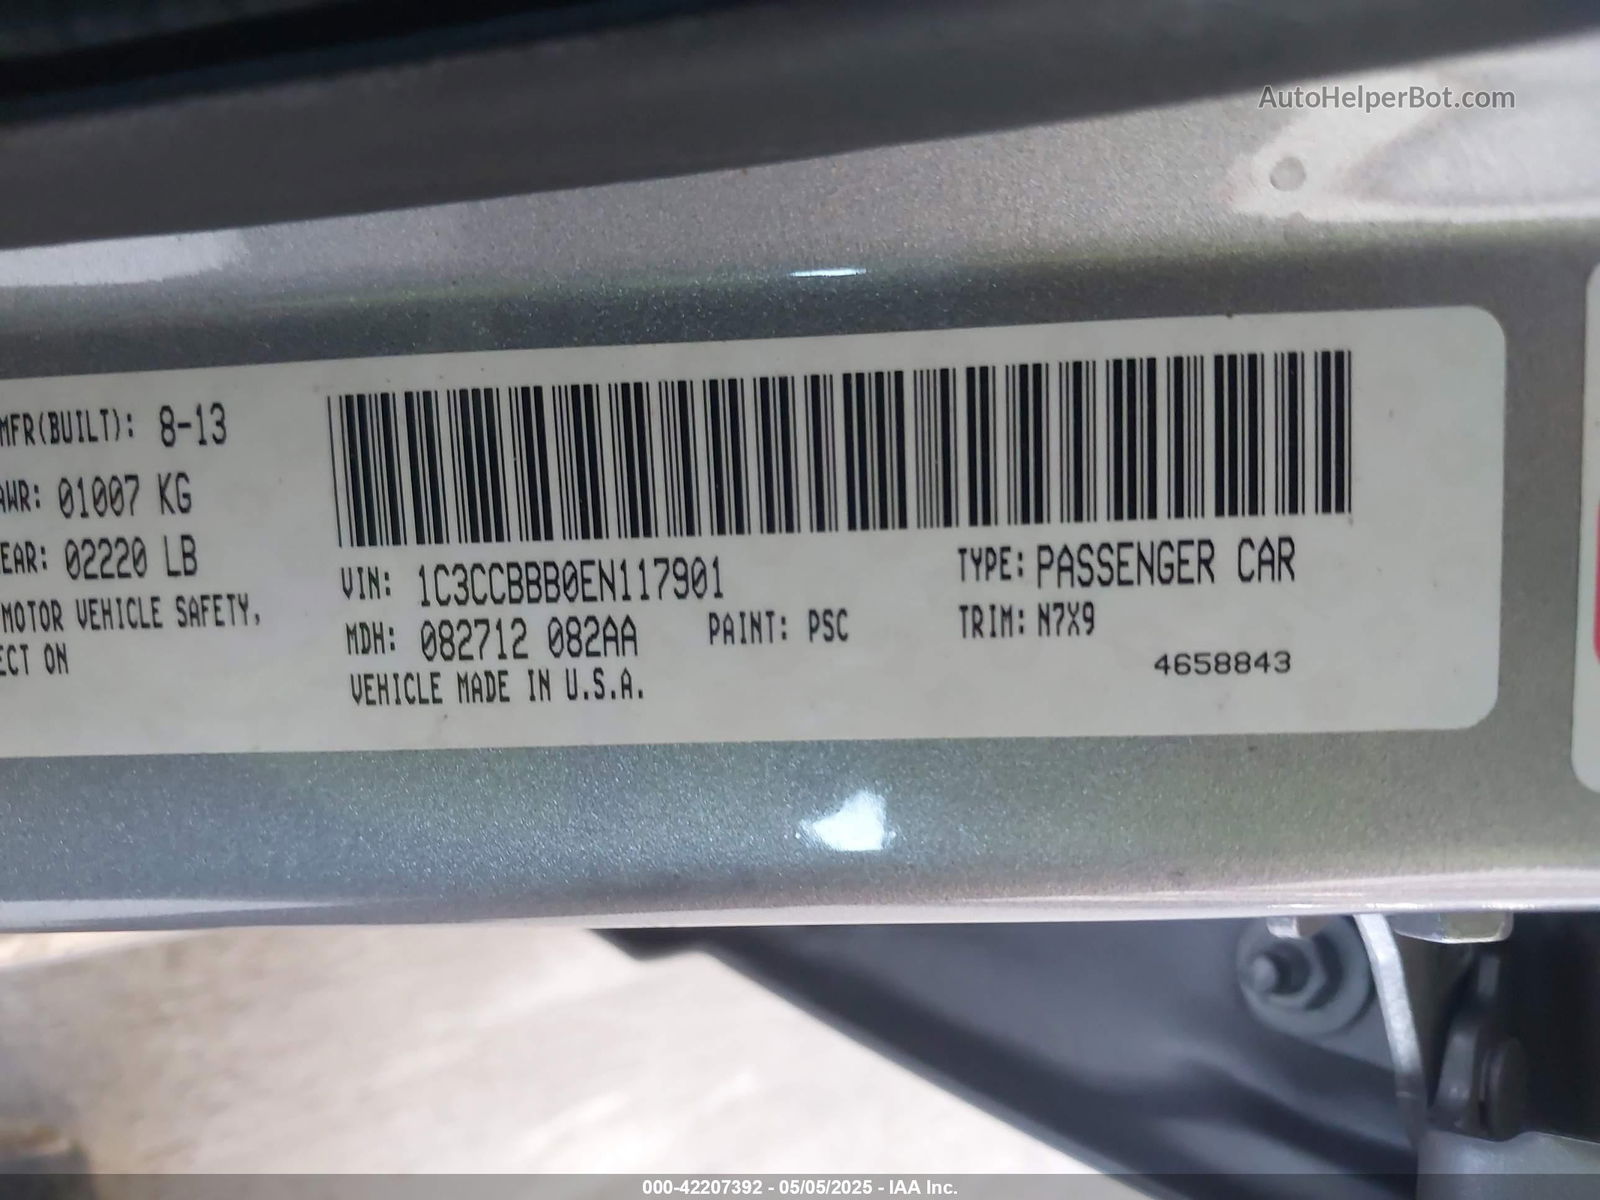 AutoHelperBot.com
MFR(BUILT): 8-13
AWR: 01007 KG
EAR: 02220 LB
MOTOR VEHICLE SAFETY,
ECT ON
VIN: 1C3CCBBB0EN117901
TYPE: PASSENGER CAR
MDH: 082712 082AA
PAINT: PSC
TRIM: N7X9
VEHICLE MADE IN U.S.A.
4658843
000-42207392 - 05/05/2025 - IAA Inc.